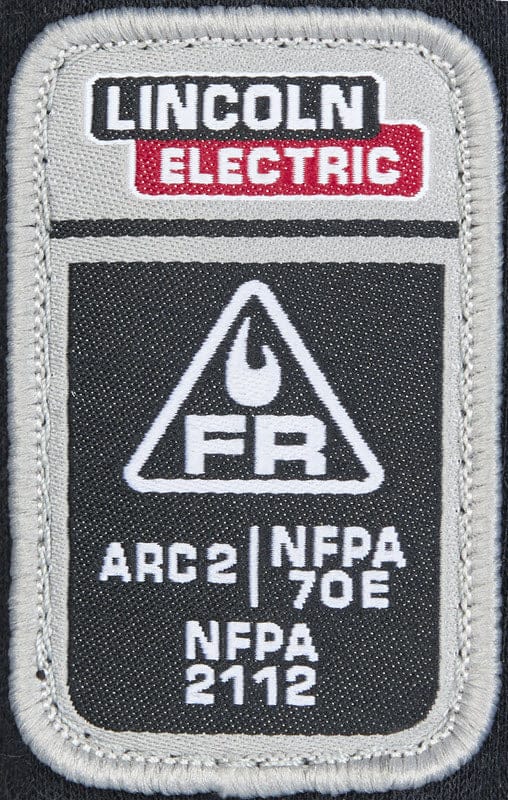 LINCOLN
ELECTRIC
FR
ARC 2 | NFPA 70E
NFPA
2112